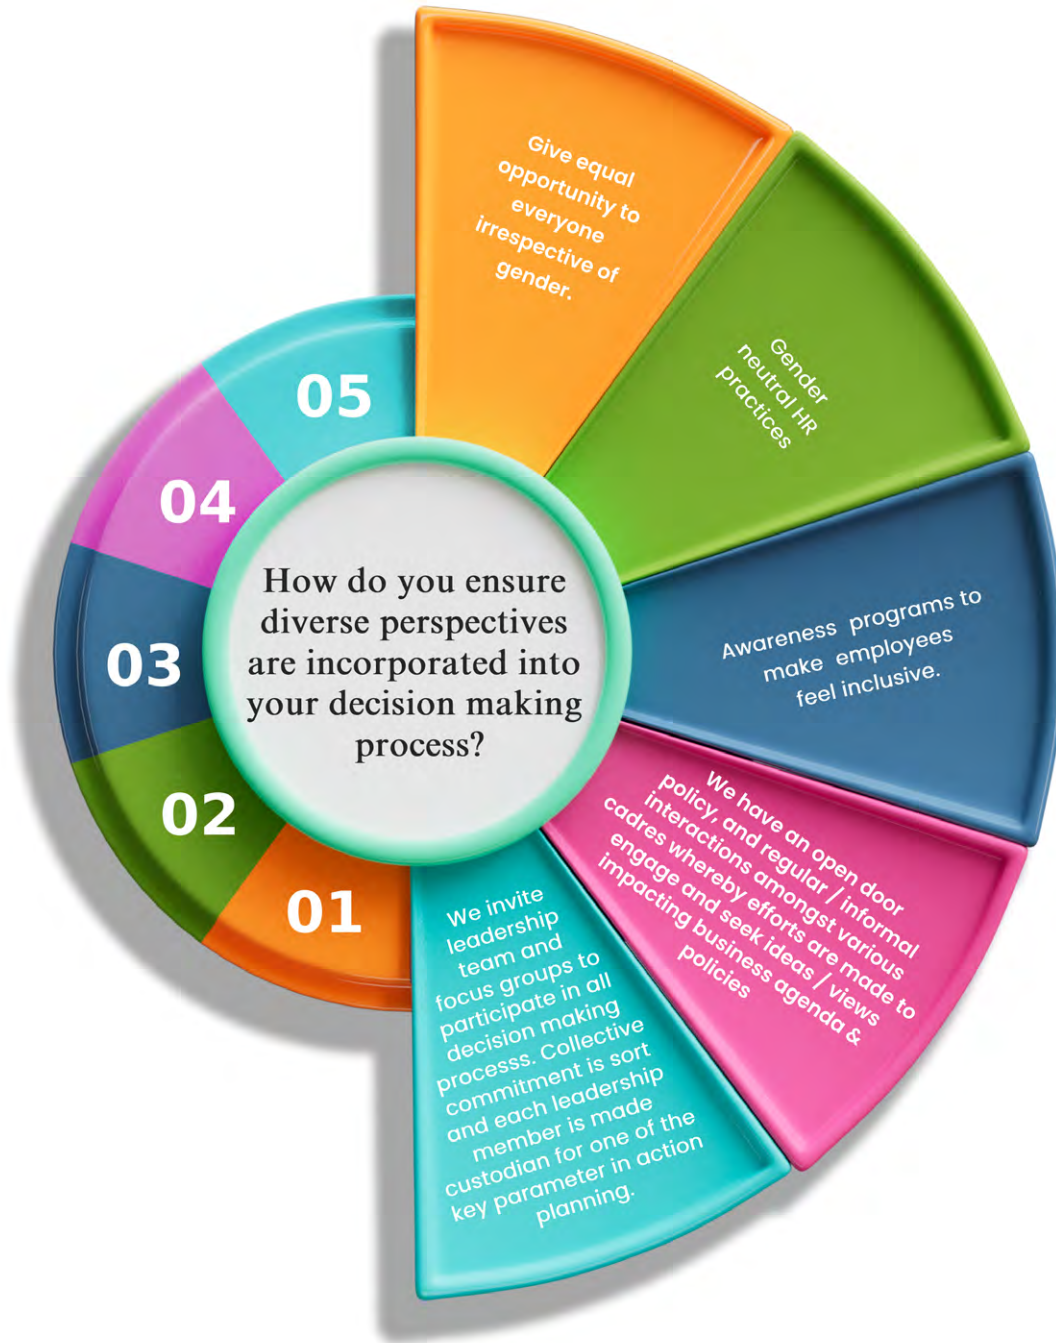 Give equal
opportunity to
everyone
irrespective of
gender.
Gender
neutral HR
practices
Awareness programs to
make employees
feel inclusive.
We have an open door
policy, and regular / informal
interactions amongst various
cadres whereby efforts are made to
engage and seek ideas / views
impacting business agenda &
policies
We invite
leadership
team and
focus groups to
participate in all
decision making
processs. Collective
commitment is sort
and each leadership
member is made
custodian for one of the
key parameter in action
planning.
05
04
03
02
01
How do you ensure
diverse perspectives
are incorporated into
your decision making
process?